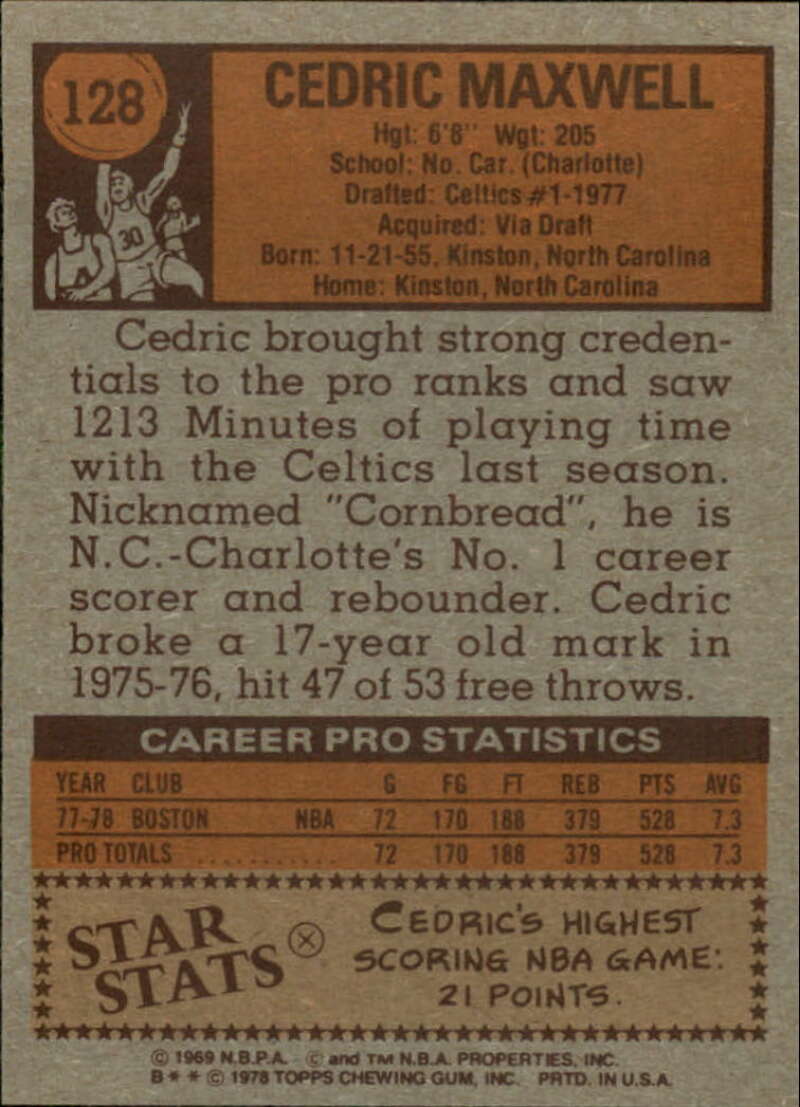 128
CEDRIC MAXWELL
Hgt: 6'8" Wgt: 205
School: No. Car. (Charlotte)
Drafted: Celtics #1-1977
Acquired: Via Draft
Born: 11-21-55, Kinston, North Carolina
Home: Kinston, North Carolina
30
A
Cedric brought strong creden-
tials to the pro ranks and saw
1213 Minutes of playing time
with the Celtics last season.
Nicknamed "Cornbread", he is
N.C.-Charlotte's No. 1 career
scorer and rebounder. Cedric
broke a 17-year old mark in
1975-76, hit 47 of 53 free throws.
CAREER PRO STATISTICS
YEAR CLUB G FG FT REB PTS AVG
77-78 BOSTON NBA 72 170 188 379 528 7.3
PRO TOTALS ........... 72 170 188 379 528 7.3
STAR STATS
CEDRIC'S HIGHEST
SCORING NBA GAME:
21 POINTS.
© 1969 N.B.P.A. © and TM N.B.A. PROPERTIES, INC.
B * * © 1978 TOPPS CHEWING GUM, INC. PRTD. IN U.S.A.